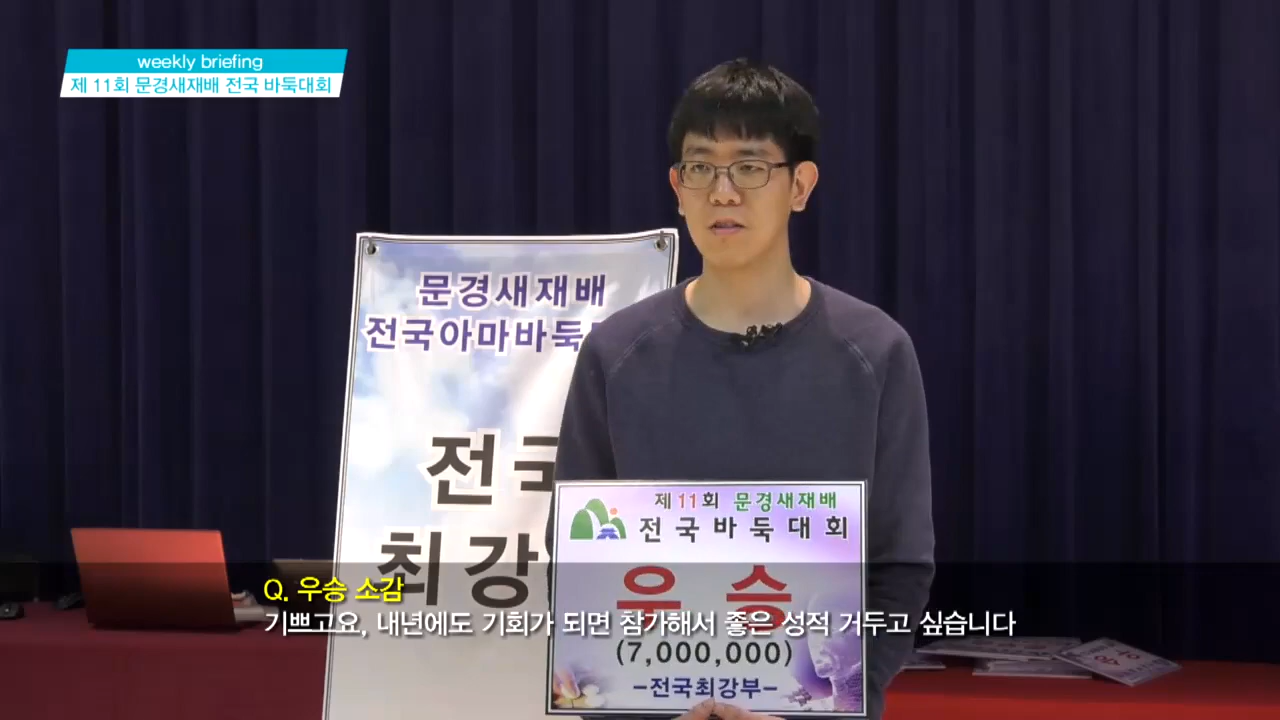 weekly briefing
제 11회 문경새재배 전국 바둑대회
문경새재배
전국아마바둑
전국
최강
제11회 문경새재배
전국바둑대회
우승
(7,000,000)
-전국최강부-
Q. 우승 소감
기쁘고요, 내년에도 기회가 되면 참가해서 좋은 성적 거두고 싶습니다